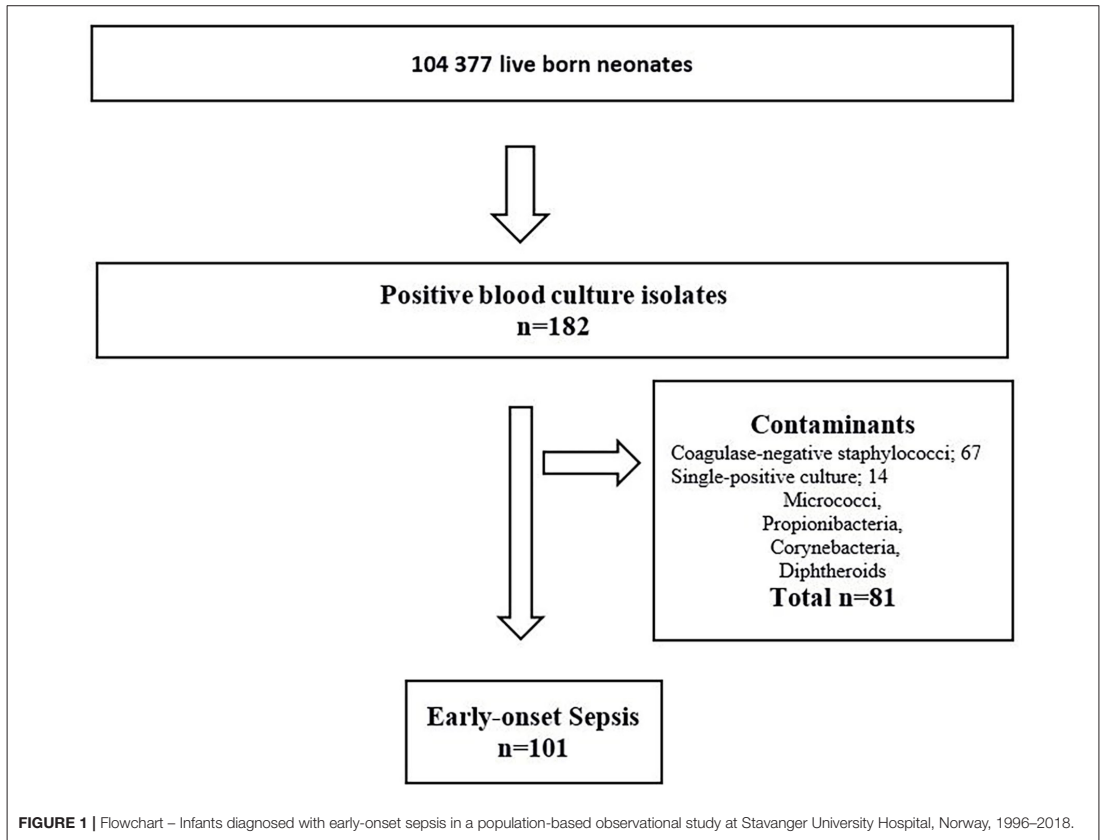 104 377 live born neonates
Positive blood culture isolates
n=182
Contaminants
Coagulase-negative staphylococci; 67
Single-positive culture; 14
Micrococci,
Propionibacteria,
Corynebacteria,
Diphtheroids
Total n=81
Early-onset Sepsis
n=101
FIGURE 1 | Flowchart – Infants diagnosed with early-onset sepsis in a population-based observational study at Stavanger University Hospital, Norway, 1996–2018.